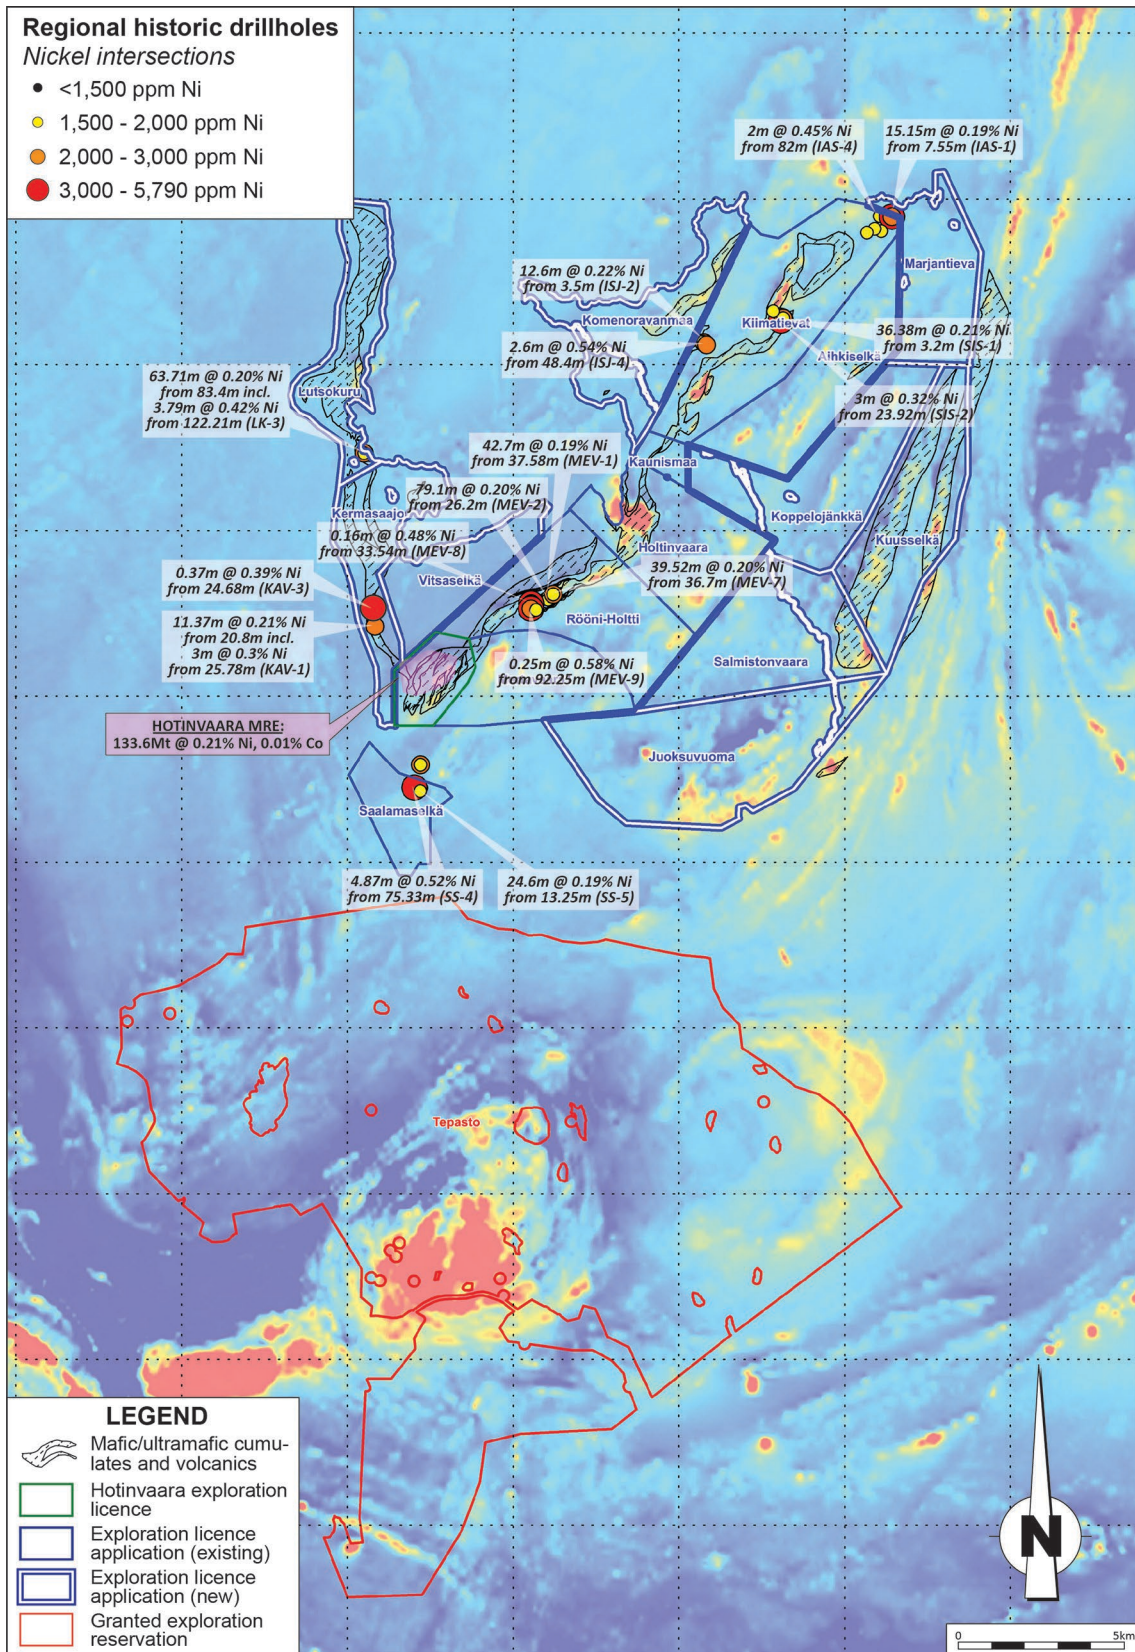 Regional historic drillholes
Nickel intersections
<1,500 ppm Ni
1,500 - 2,000 ppm Ni
2,000 - 3,000 ppm Ni
3,000 - 5,790 ppm Ni
2m @ 0.45% Ni
from 82m (IAS-4)
15.15m @ 0.19% Ni
from 7.55m (IAS-1)
Marjantieva
12.6m @ 0.22% Ni
from 3.5m (ISJ-2)
Komenoravanmaa
Kiimatievat
36.38m @ 0.21% Ni
from 3.2m (SIS-1)
2.6m @ 0.54% Ni
from 48.4m (ISJ-4)
Aihkiselkä
63.71m @ 0.20% Ni
from 83.4m incl.
3.79m @ 0.42% Ni
from 122.21m (LK-3)
Lutsokuru
3m @ 0.32% Ni
from 23.92m (SIS-2)
42.7m @ 0.19% Ni
from 37.58m (MEV-1)
Kaunismaa
79.1m @ 0.20% Ni
from 26.2m (MEV-2)
Kermasaajo
Koppelojänkkä
0.16m @ 0.48% Ni
from 33.54m (MEV-8)
Holtinvaara
Kuusselkä
0.37m @ 0.39% Ni
from 24.68m (KAV-3)
Vitsaselkä
39.52m @ 0.20% Ni
from 36.7m (MEV-7)
Rööni-Holtti
11.37m @ 0.21% Ni
from 20.8m incl.
3m @ 0.3% Ni
from 25.78m (KAV-1)
0.25m @ 0.58% Ni
from 92.25m (MEV-9)
Salmistonvaara
HOTINVAARA MRE:
133.6Mt @ 0.21% Ni, 0.01% Co
Juoksuvuoma
Saalamaselkä
4.87m @ 0.52% Ni
from 75.33m (SS-4)
24.6m @ 0.19% Ni
from 13.25m (SS-5)
Tepasto
LEGEND
Mafic/ultramafic cumu-
lates and volcanics
Hotinvaara exploration
licence
Exploration licence
application (existing)
Exploration licence
application (new)
Granted exploration
reservation
N
0 5km